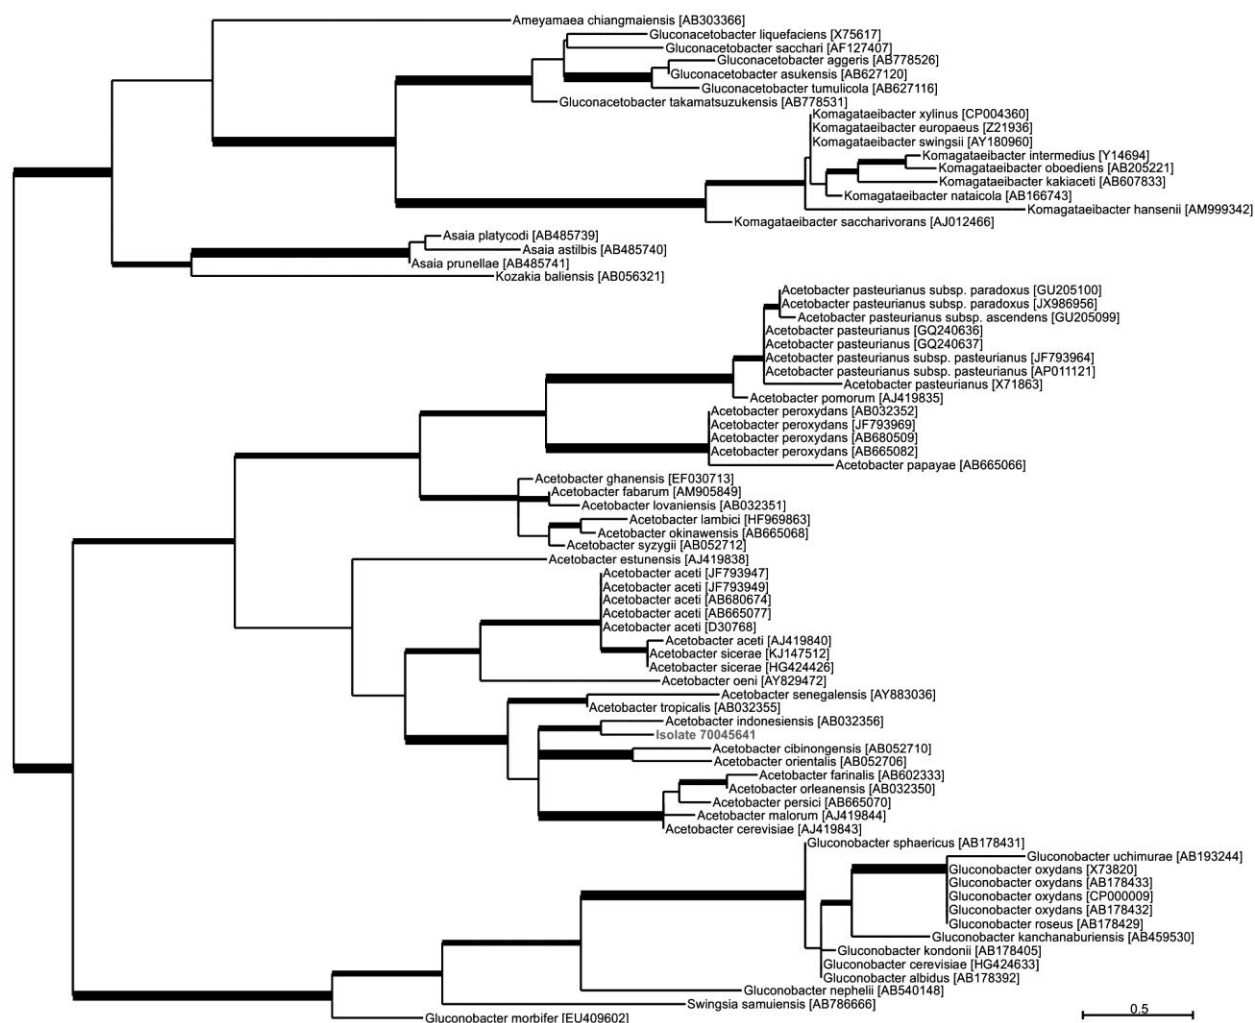 Ameyamaea chiangmaiensis [AB303366]
Gluconacetobacter liquefaciens [X75617]
Gluconacetobacter sacchari [AF127407]
Gluconacetobacter aggeris [AB778526]
Gluconacetobacter asukensis [AB627120]
Gluconacetobacter tumulicola [AB627116]
Gluconacetobacter takamatsuzukensis [AB778531]
Komagataeibacter xylinus [CP004360]
Komagataeibacter europaeus [Z21936]
Komagataeibacter swingsii [AY180960]
Komagataeibacter intermedius [Y14694]
Komagataeibacter oboediens [AB205221]
Komagataeibacter kakiaceti [AB607833]
Komagataeibacter nataicola [AB166743]
Komagataeibacter hansenii [AM999342]
Komagataeibacter saccharivorans [AJ012466]
Asaia platycodi [AB485739]
Asaia astilbis [AB485740]
Asaia prunellae [AB485741]
Kozakia baliensis [AB056321]
Acetobacter pasteurianus subsp. paradoxus [GU205100]
Acetobacter pasteurianus subsp. paradoxus [JX986956]
Acetobacter pasteurianus subsp. ascendens [GU205099]
Acetobacter pasteurianus [GQ240636]
Acetobacter pasteurianus [GQ240637]
Acetobacter pasteurianus subsp. pasteurianus [JF793964]
Acetobacter pasteurianus subsp. pasteurianus [AP011121]
Acetobacter pasteurianus [X71863]
Acetobacter pomorum [AJ419835]
Acetobacter peroxydans [AB032352]
Acetobacter peroxydans [JF793969]
Acetobacter peroxydans [AB680509]
Acetobacter peroxydans [AB665082]
Acetobacter papayae [AB665066]
Acetobacter ghanensis [EF030713]
Acetobacter fabarum [AM905849]
Acetobacter lovaniensis [AB032351]
Acetobacter lambici [HF969863]
Acetobacter okinawensis [AB665068]
Acetobacter syzygii [AB052712]
Acetobacter estunensis [AJ419838]
Acetobacter aceti [JF793947]
Acetobacter aceti [JF793949]
Acetobacter aceti [AB680674]
Acetobacter aceti [AB665077]
Acetobacter aceti [D30768]
Acetobacter aceti [AJ419840]
Acetobacter sicerae [KJ147512]
Acetobacter sicerae [HG424426]
Acetobacter oeni [AY829472]
Acetobacter senegalensis [AY883036]
Acetobacter tropicalis [AB032355]
Acetobacter indonesiensis [AB032356]
Isolate 70045641
Acetobacter cibinongensis [AB052710]
Acetobacter orientalis [AB052706]
Acetobacter farinalis [AB602333]
Acetobacter orleanensis [AB032350]
Acetobacter persici [AB665070]
Acetobacter malorum [AJ419844]
Acetobacter cerevisiae [AJ419843]
Gluconobacter sphaericus [AB178431]
Gluconobacter uchimurae [AB193244]
Gluconobacter oxydans [X73820]
Gluconobacter oxydans [AB178433]
Gluconobacter oxydans [CP000009]
Gluconobacter oxydans [AB178432]
Gluconobacter roseus [AB178429]
Gluconobacter kanchanaburiensis [AB459530]
Gluconobacter kondonii [AB178405]
Gluconobacter cerevisiae [HG424633]
Gluconobacter albidus [AB178392]
Gluconobacter nephelii [AB540148]
Swingsia samuiensis [AB786666]
Gluconobacter morbifer [EU409602]
0.5